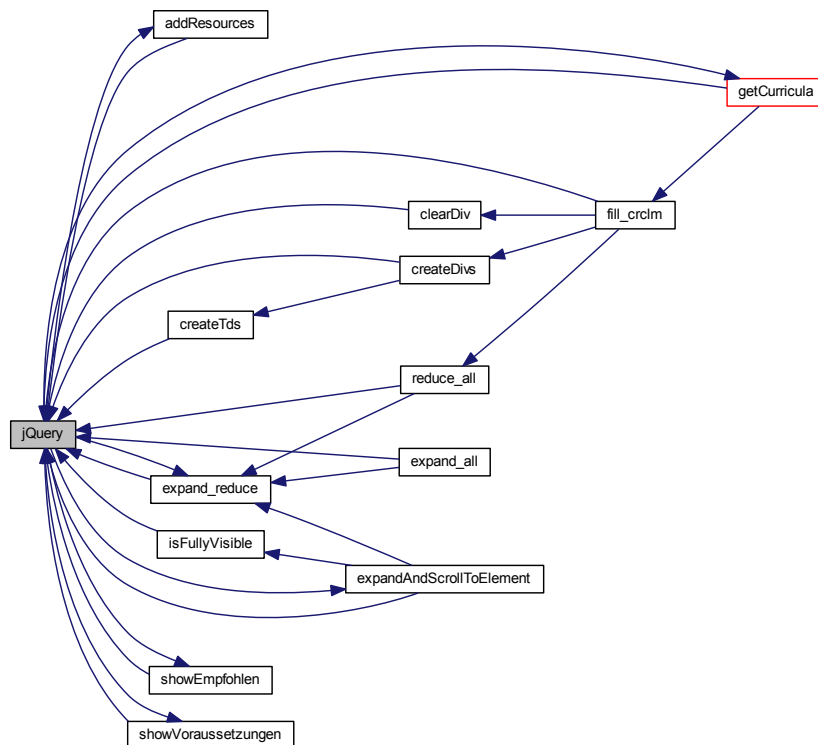 addResources
getCurricula
clearDiv
fill_crclm
createDivs
createTds
reduce_all
jQuery
expand_all
expand_reduce
isFullyVisible
expandAndScrollToElement
showEmpfohlen
showVoraussetzungen